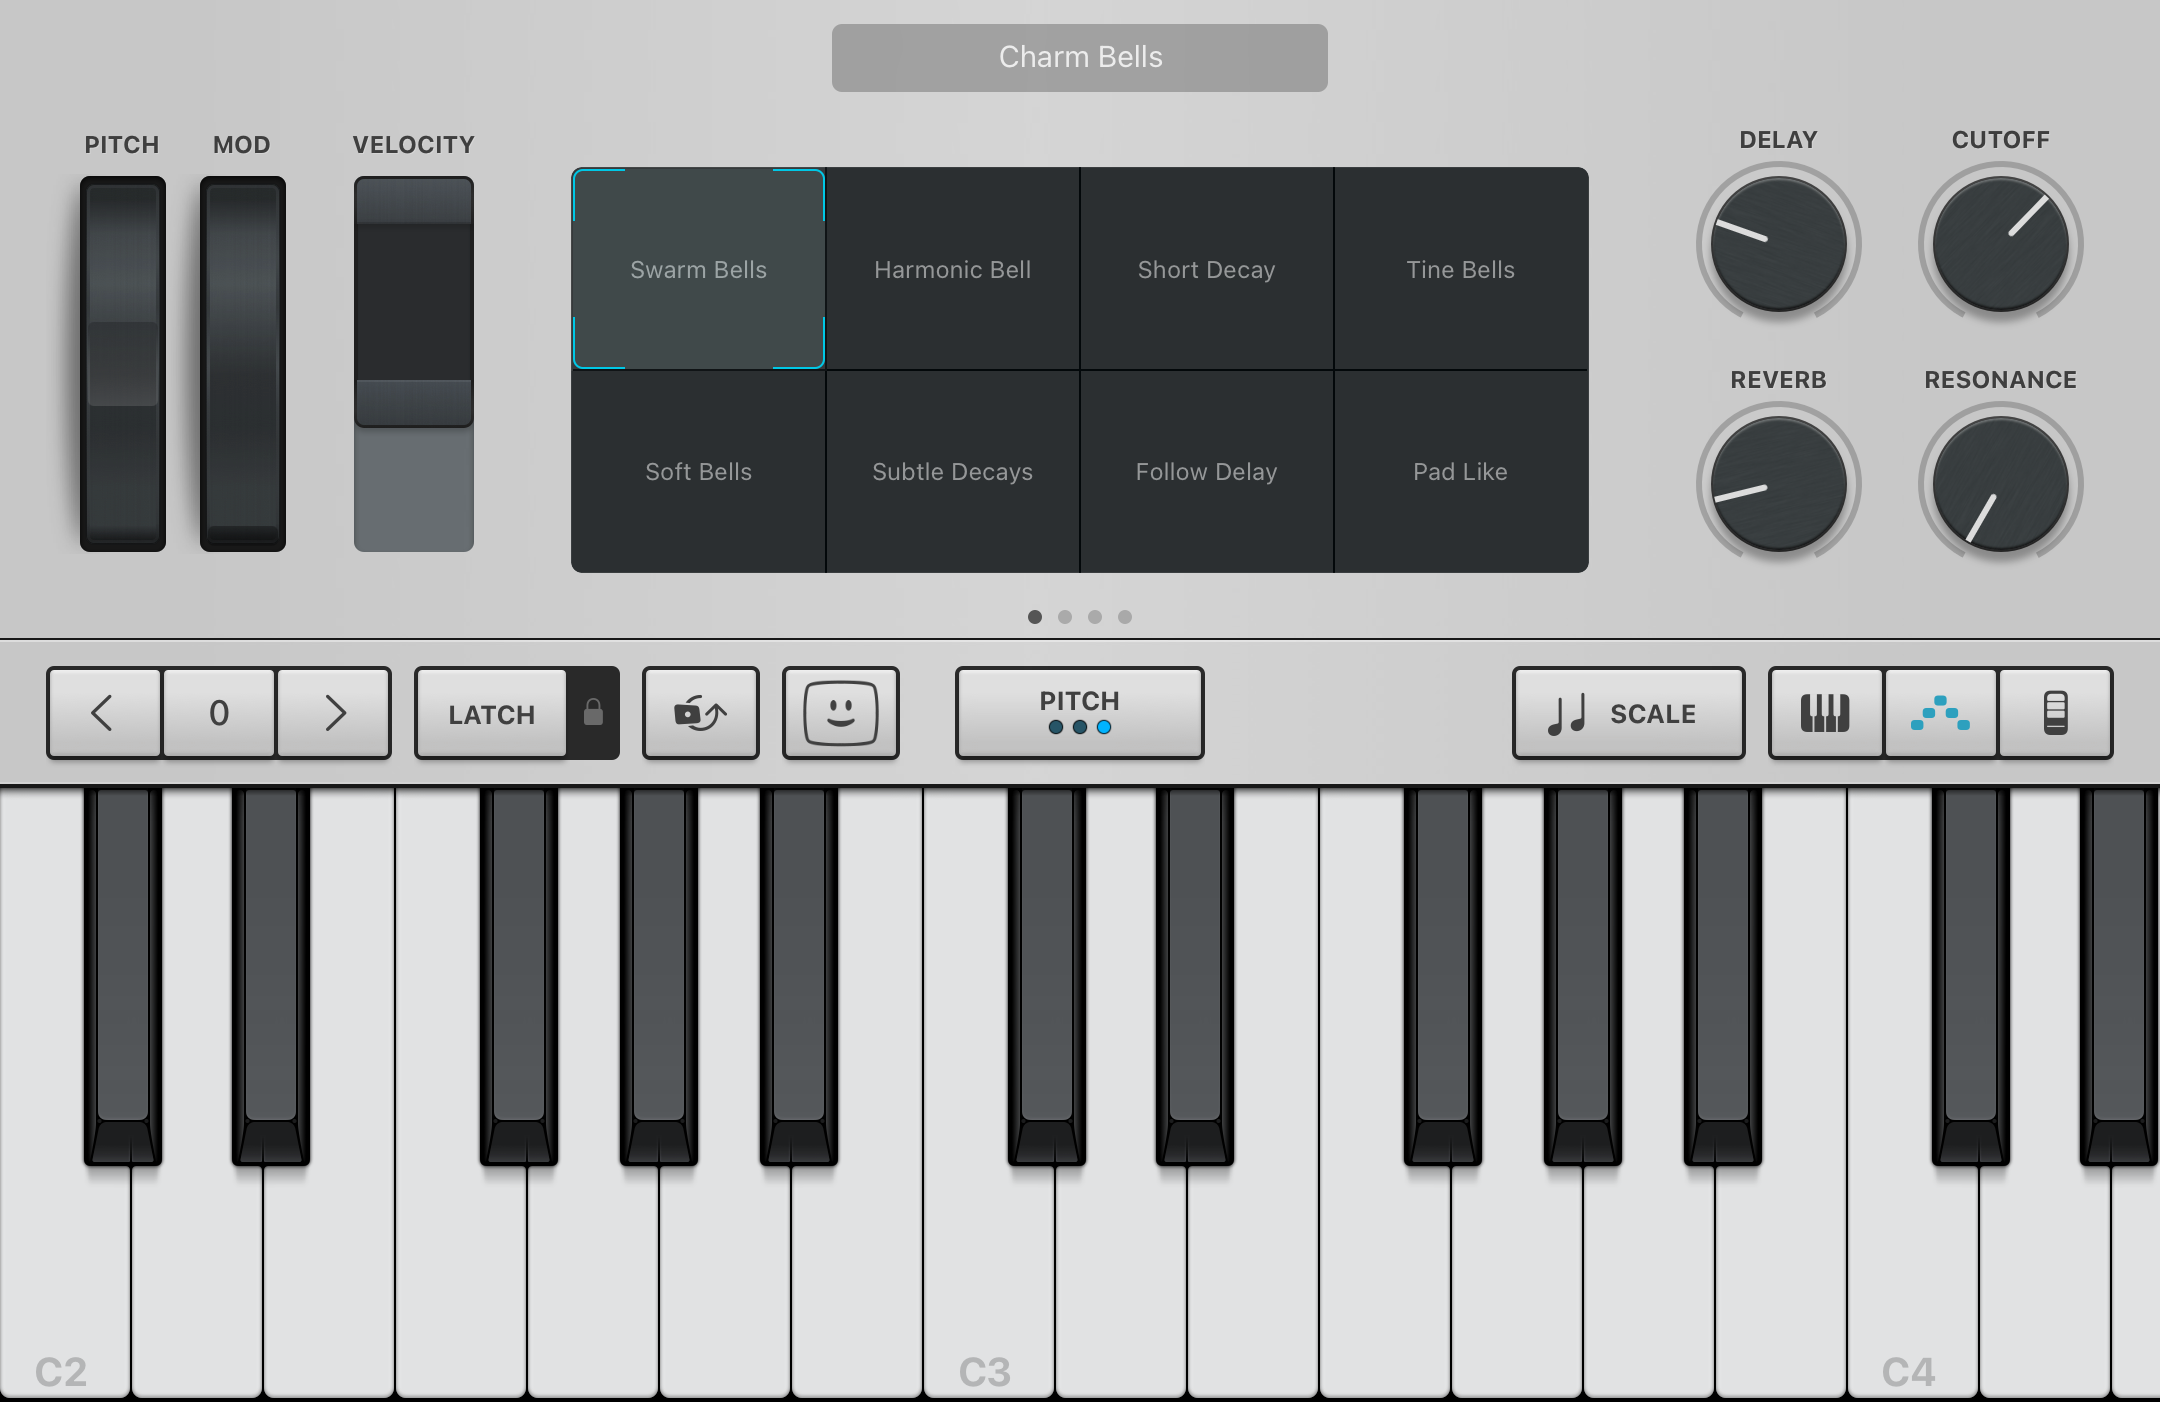 Charm Bells
PITCH MOD VELOCITY
DELAY CUTOFF
Swarm Bells Harmonic Bell Short Decay Tine Bells
REVERB RESONANCE
Soft Bells Subtle Decays Follow Delay Pad Like
0 LATCH PITCH SCALE
C2 C3 C4